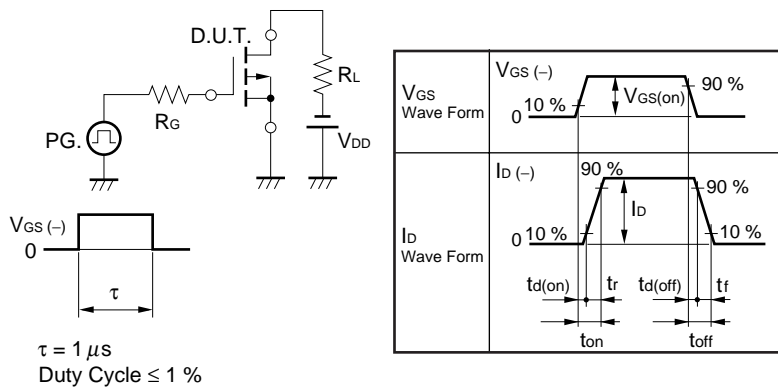 D.U.T.
RL
RG
PG.
VDD
VGS (−)
0
τ
τ = 1 μs
Duty Cycle ≤ 1 %
VGS
Wave Form
VGS (−)
10 %
0
VGS(on)
90 %
ID
Wave Form
ID (−)
90 %
90 %
ID
0 10 %
10 %
td(on) tr td(off) tf
ton toff